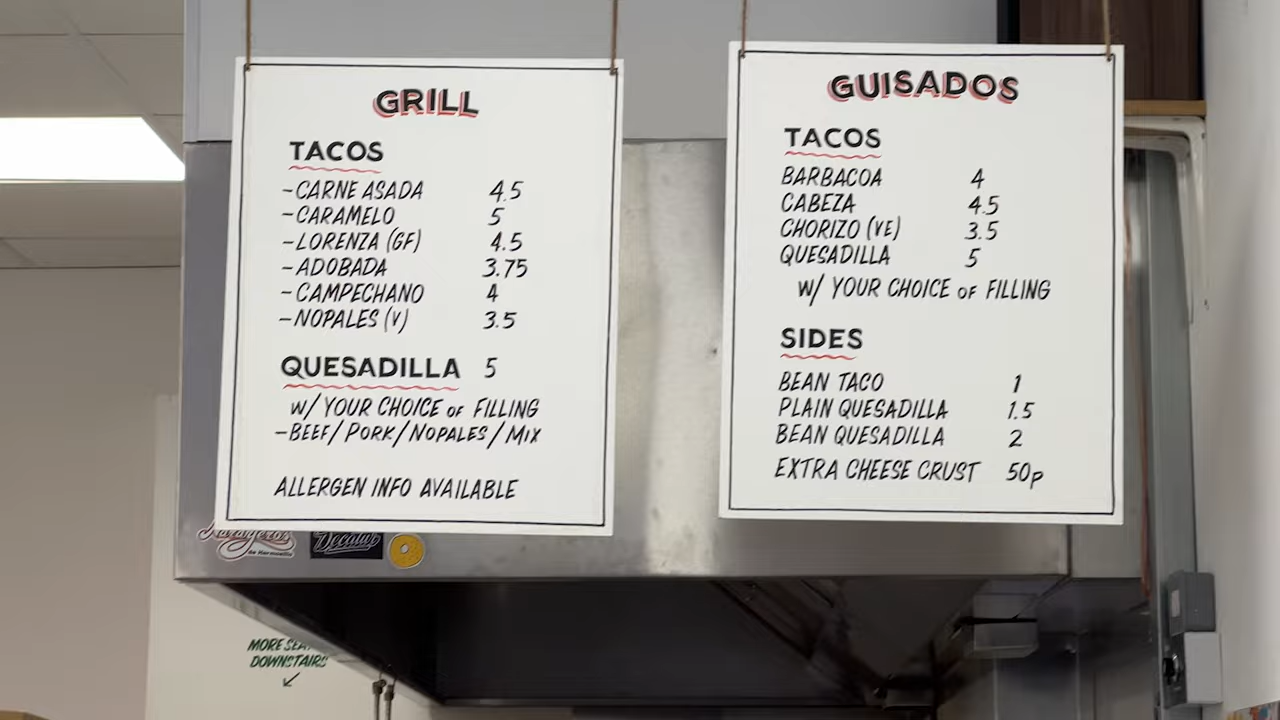 GRILL
TACOS
-CARNE ASADA 4.5
-CARAMELO 5
-LORENZA (GF) 4.5
-ADOBADA 3.75
-CAMPECHANO 4
-NOPALES (V) 3.5
QUESADILLA 5
W/ YOUR CHOICE OF FILLING
-BEEF/PORK/NOPALES/MIX
ALLERGEN INFO AVAILABLE
GUISADOS
TACOS
BARBACOA 4
CABEZA 4.5
CHORIZO (VE) 3.5
QUESADILLA 5
W/ YOUR CHOICE OF FILLING
SIDES
BEAN TACO 1
PLAIN QUESADILLA 1.5
BEAN QUESADILLA 2
EXTRA CHEESE CRUST 50p
de Hermosillo
MORE
DOWNSTAIRS